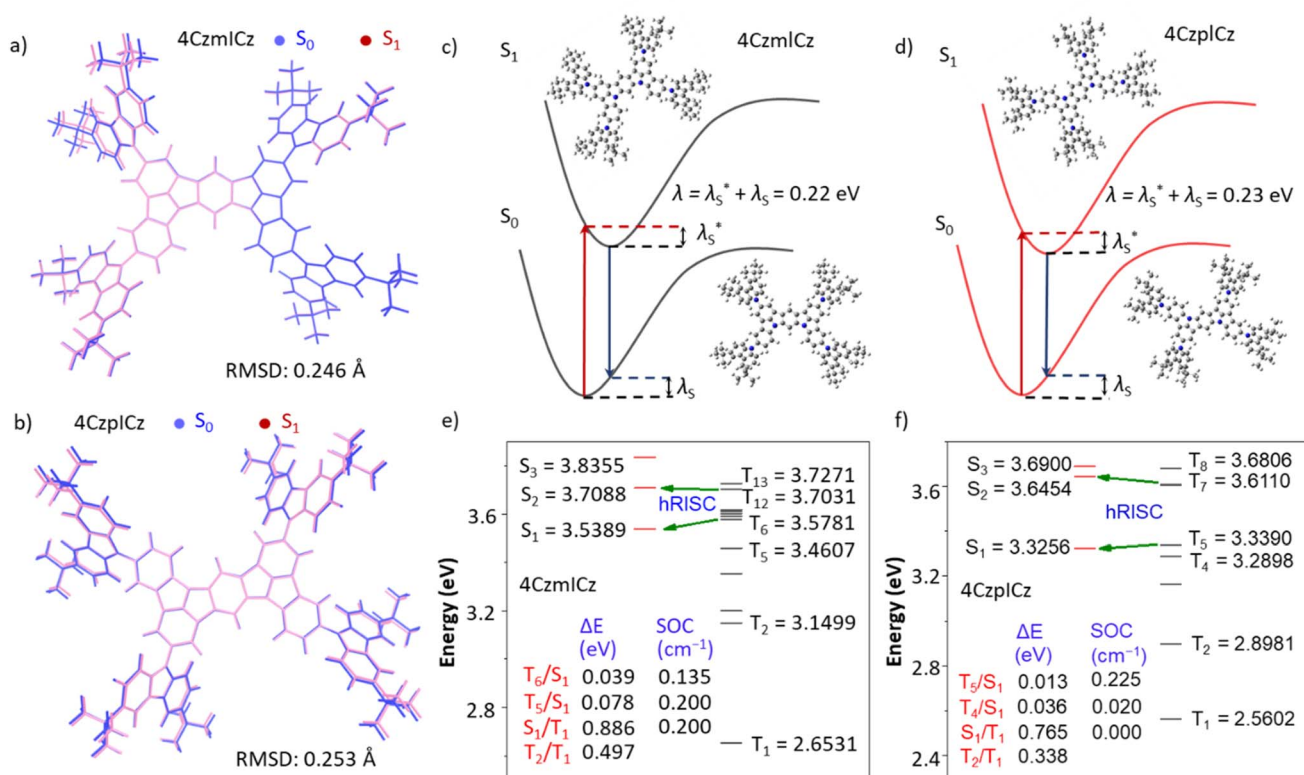 a)
4CzmICz
S0
S1
RMSD: 0.246 Å
b)
4CzpICz
S0
S1
RMSD: 0.253 Å
c)
4CzmICz
S1
λ = λS* + λS = 0.22 eV
S0
λS*
λS
d)
4CzpICz
S1
λ = λS* + λS = 0.23 eV
S0
λS*
λS
e)
Energy (eV)
3.6
3.2
2.8
S3 = 3.8355
S2 = 3.7088
S1 = 3.5389
hRISC
T13 = 3.7271
T12 = 3.7031
T6 = 3.5781
T5 = 3.4607
T2 = 3.1499
T1 = 2.6531
4CzmICz
ΔE SOC
(eV) (cm⁻¹)
T6/S1 0.039 0.135
T5/S1 0.078 0.200
S1/T1 0.886 0.200
T2/T1 0.497
f)
Energy (eV)
3.6
3.2
2.8
2.4
S3 = 3.6900
S2 = 3.6454
S1 = 3.3256
hRISC
T8 = 3.6806
T7 = 3.6110
T5 = 3.3390
T4 = 3.2898
T2 = 2.8981
T1 = 2.5602
4CzpICz
ΔE SOC
(eV) (cm⁻¹)
T5/S1 0.013 0.225
T4/S1 0.036 0.020
S1/T1 0.765 0.000
T2/T1 0.338